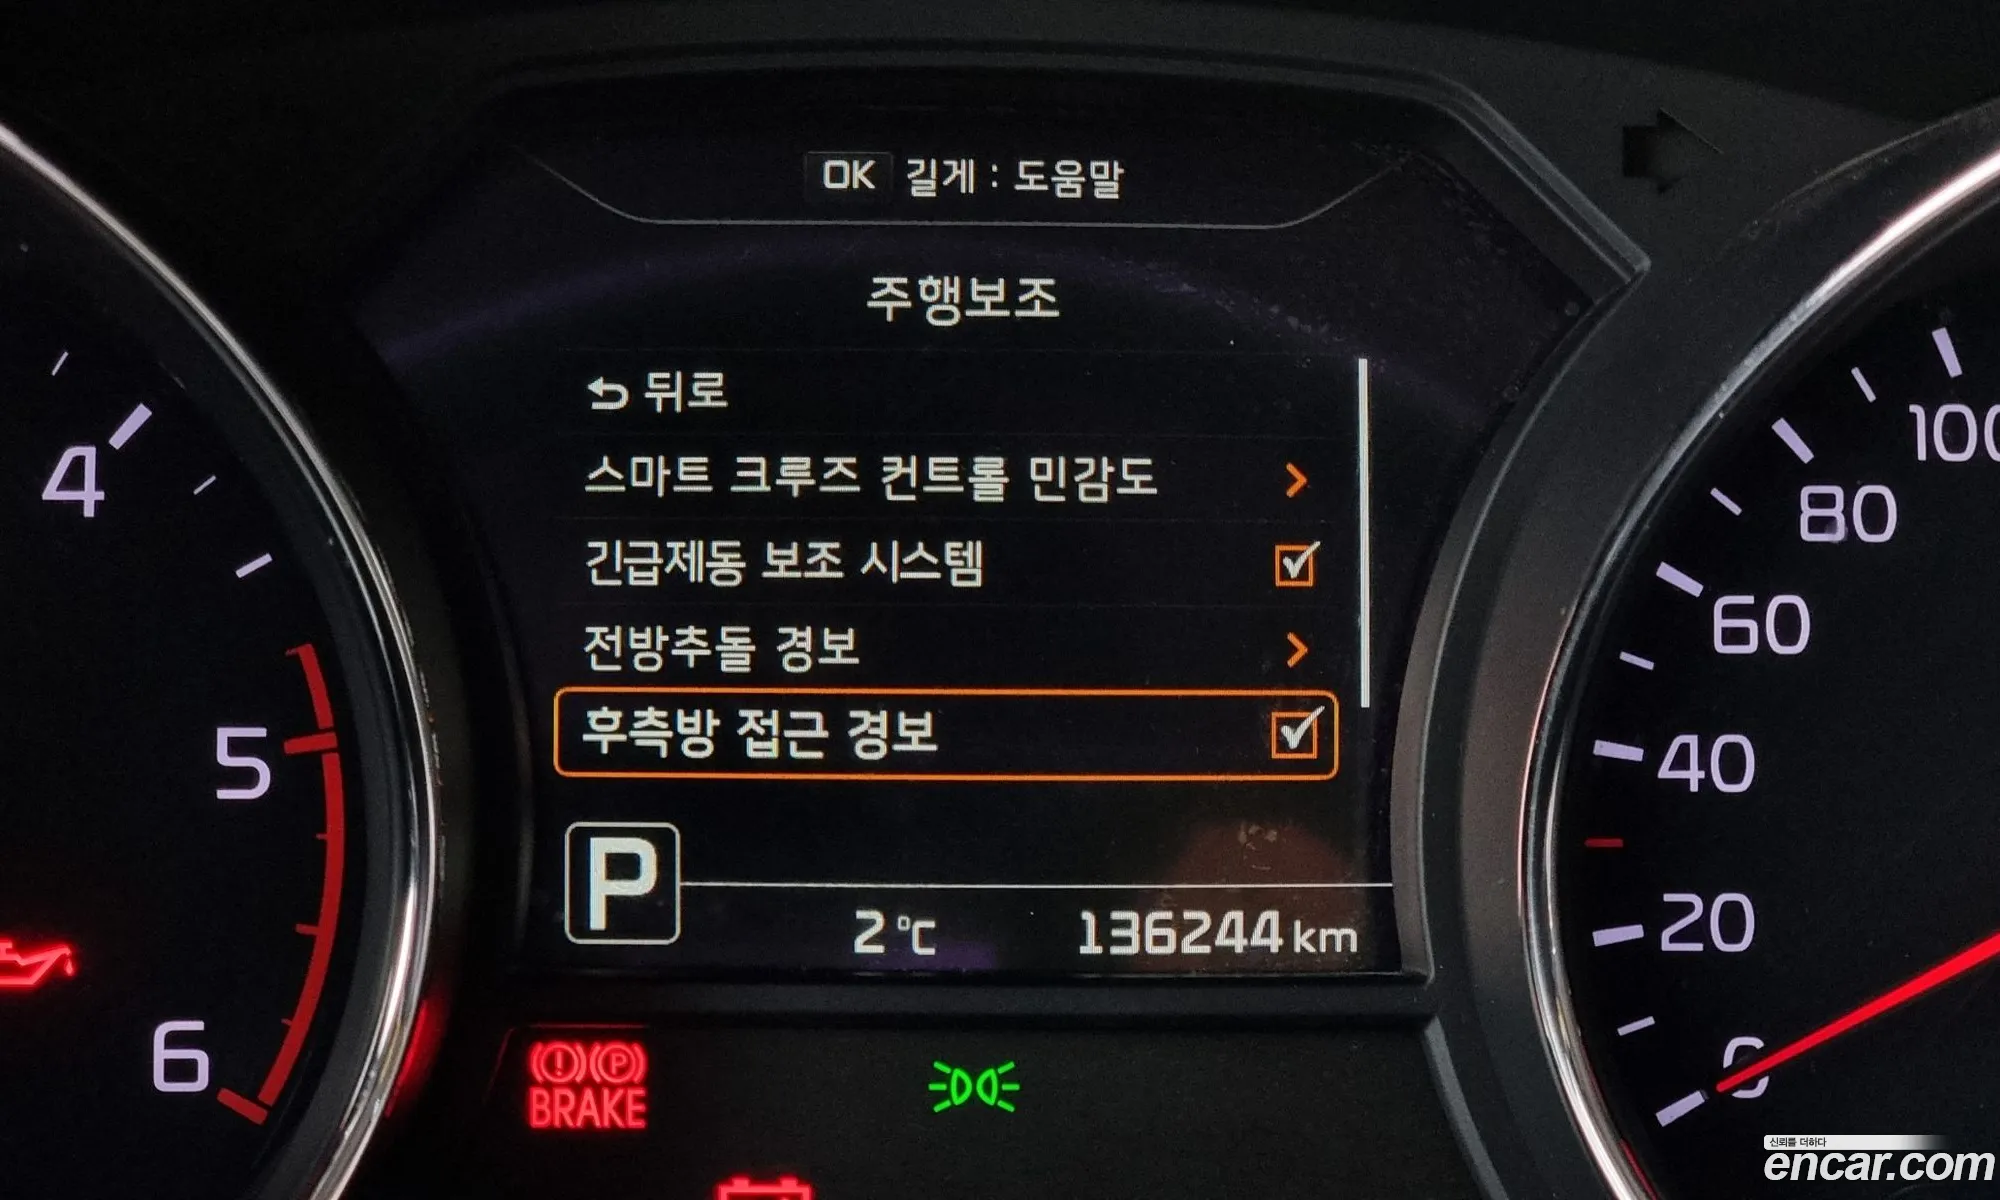 OK 길게 : 도움말
주행보조
뒤로
스마트 크루즈 컨트롤 민감도
긴급제동 보조 시스템
전방추돌 경보
후측방 접근 경보
P
2 °C 136244 km
4
5
6
100
80
60
40
20
0
(!) (P)
BRAKE
신뢰를 더하다
encar.com